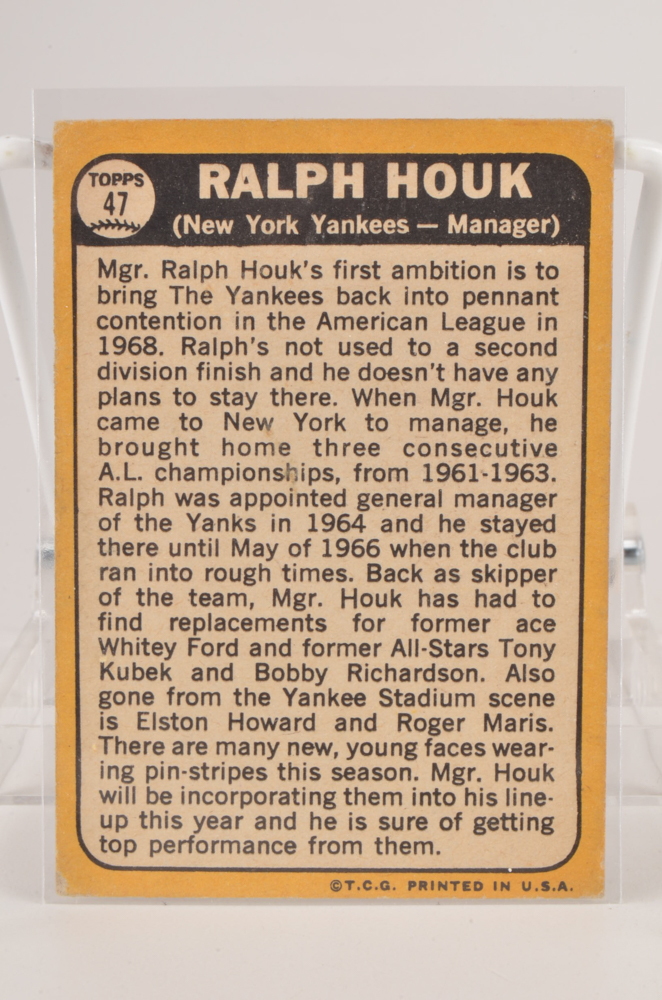 TOPPS
47
RALPH HOUK
(New York Yankees — Manager)
Mgr. Ralph Houk's first ambition is to
bring The Yankees back into pennant
contention in the American League in
1968. Ralph's not used to a second
division finish and he doesn't have any
plans to stay there. When Mgr. Houk
came to New York to manage, he
brought home three consecutive
A.L. championships, from 1961-1963.
Ralph was appointed general manager
of the Yanks in 1964 and he stayed
there until May of 1966 when the club
ran into rough times. Back as skipper
of the team, Mgr. Houk has had to
find replacements for former ace
Whitey Ford and former All-Stars Tony
Kubek and Bobby Richardson. Also
gone from the Yankee Stadium scene
is Elston Howard and Roger Maris.
There are many new, young faces wear-
ing pin-stripes this season. Mgr. Houk
will be incorporating them into his line-
up this year and he is sure of getting
top performance from them.
©T.C.G. PRINTED IN U.S.A.